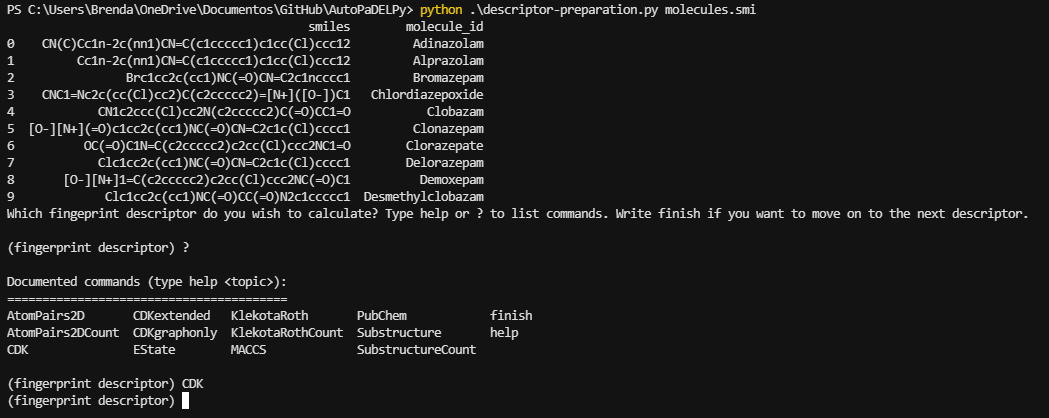 PS C:\Users\Brenda\OneDrive\Documentos\GitHub\AutoPaDELPy> python .\descriptor-preparation.py molecules.smi
smiles molecule_id
0 CN(C)Cc1n-2c(nn1)CN=C(c1ccccc1)c1cc(Cl)ccc12 Adinazolam
1 Cc1n-2c(nn1)CN=C(c1ccccc1)c1cc(Cl)ccc12 Alprazolam
2 Brc1cc2c(cc1)NC(=O)CN=C2c1ncccc1 Bromazepam
3 CNC1=Nc2c(cc(Cl)cc2)C(c2ccccc2)=[N+]([O-])C1 Chlordiazepoxide
4 CN1c2ccc(Cl)cc2N(c2ccccc2)C(=O)CC1=O Clobazam
5 [O-][N+](=O)c1cc2c(cc1)NC(=O)CN=C2c1c(Cl)cccc1 Clonazepam
6 OC(=O)C1N=C(c2ccccc2)c2cc(Cl)ccc2NC1=O Clorazepate
7 Clc1cc2c(cc1)NC(=O)CN=C2c1c(Cl)cccc1 Delorazepam
8 [O-][N+]1=C(c2ccccc2)c2cc(Cl)ccc2NC(=O)C1 Demoxepam
9 Clc1cc2c(cc1)NC(=O)CC(=O)N2c1ccccc1 Desmethylclobazam
Which fingeprint descriptor do you wish to calculate? Type help or ? to list commands. Write finish if you want to move on to the next descriptor.
(fingerprint descriptor) ?
Documented commands (type help <topic>):
========================================
AtomPairs2D CDKextended KlekotaRoth PubChem finish
AtomPairs2DCount CDKgraphonly KlekotaRothCount Substructure help
CDK EState MACCS SubstructureCount
(fingerprint descriptor) CDK
(fingerprint descriptor)